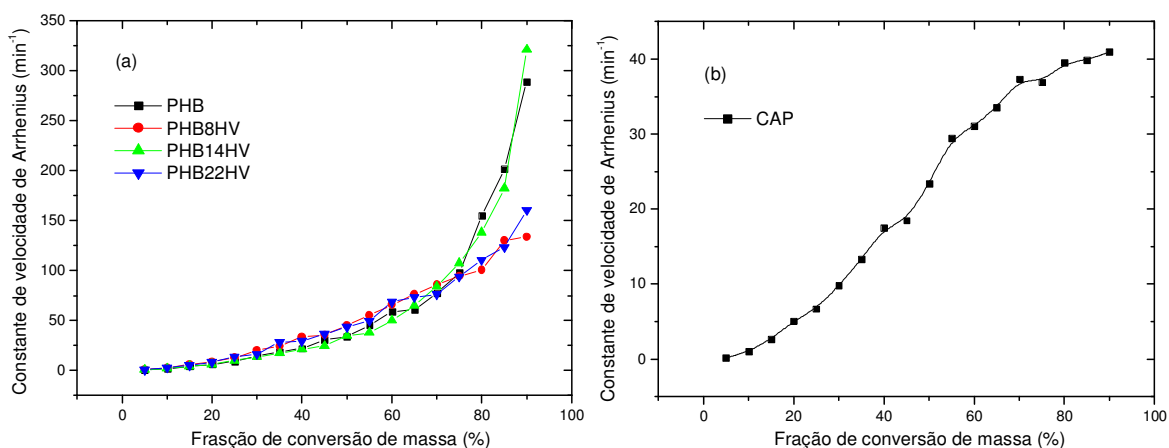 350
300
250
200
150
100
50
0
0
20
40
60
80
100
Constante de velocidade de Arrhenius (min⁻¹)
Frasção de conversão de massa (%)
(a)
PHB
PHB8HV
PHB14HV
PHB22HV
40
30
20
10
0
0
20
40
60
80
100
Constante de velocidade de Arrhenius (min⁻¹)
Fraсção de conversão de massa (%)
(b)
CAP